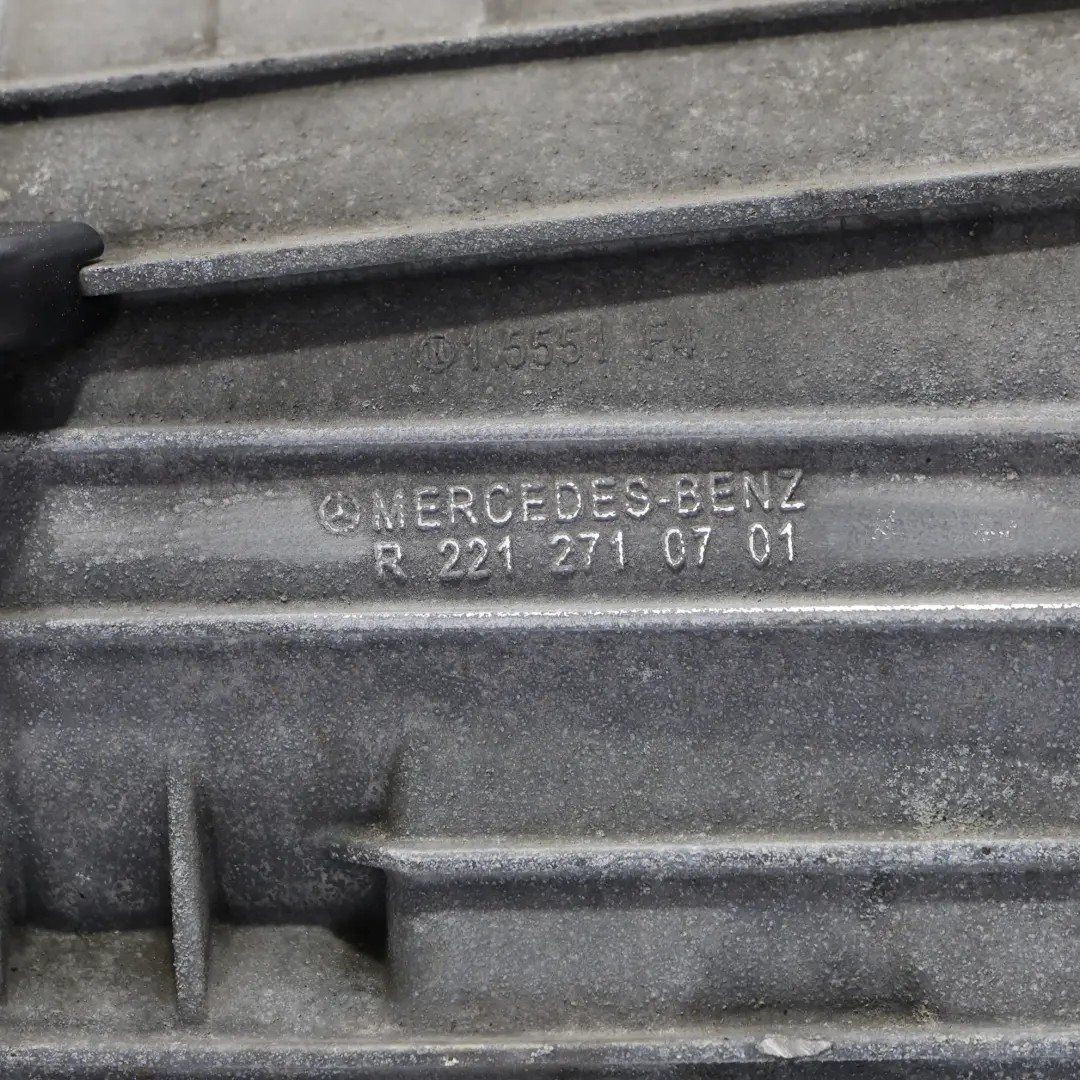 1.5551 F4
MERCEDES-BENZ
R 221 271 07 01